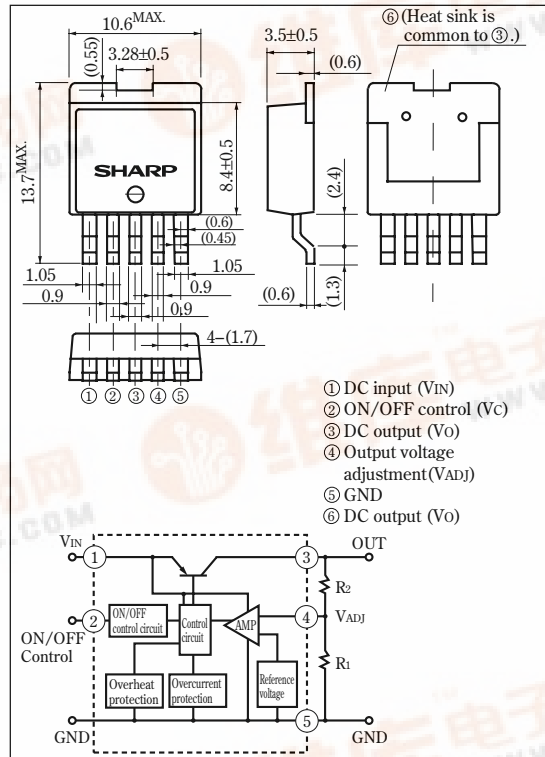 10.6MAX.
3.28±0.5
(0.55)
13.7MAX.
SHARP
8.4±0.5
(0.6)
(0.45)
1.05
1.05
0.9
0.9
0.9
4–(1.7)
① ② ③ ④ ⑤
3.5±0.5
(0.6)
(2.4)
(0.6)
(1.3)
⑥ (Heat sink is
common to ③.)
① DC input (VIN)
② ON/OFF control (VC)
③ DC output (VO)
④ Output voltage
adjustment(VADJ)
⑤ GND
⑥ DC output (VO)
VIN
①
③
OUT
R2
②
ON/OFF
control circuit
Control
circuit
AMP
④
VADJ
ON/OFF
Control
R1
Overheat
protection
Overcurrent
protection
Reference
voltage
⑤
GND
GND